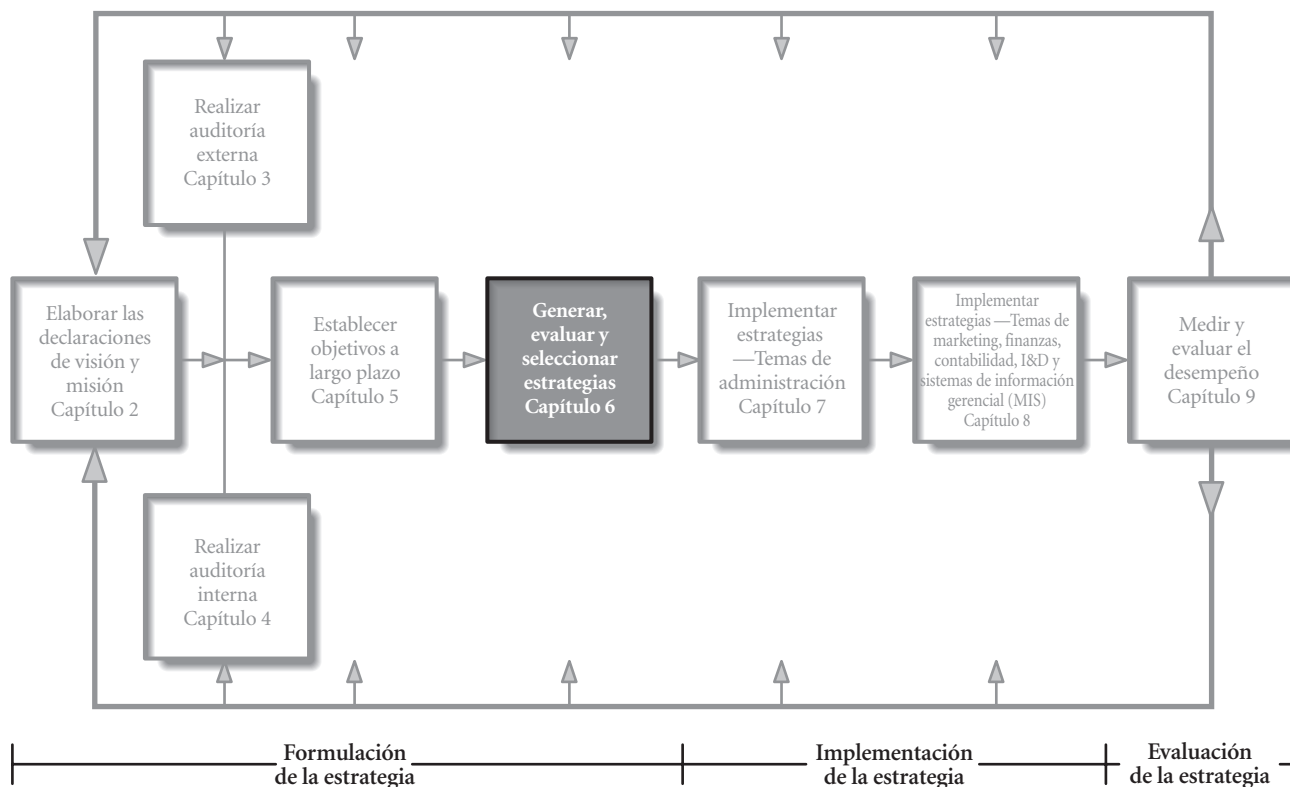 Realizar
auditoría
externa
Capítulo 3
Elaborar las
declaraciones
de visión y
misión
Capítulo 2
Establecer
objetivos a
largo plazo
Capítulo 5
Generar,
evaluar y
seleccionar
estrategias
Capítulo 6
Implementar
estrategias
—Temas de
administración
Capítulo 7
Implementar
estrategias —Temas de
marketing, finanzas,
contabilidad, I&D y
sistemas de información
gerencial (MIS)
Capítulo 8
Medir y
evaluar el
desempeño
Capítulo 9
Realizar
auditoría
interna
Capítulo 4
Formulación
de la estrategia
Implementación
de la estrategia
Evaluación
de la estrategia